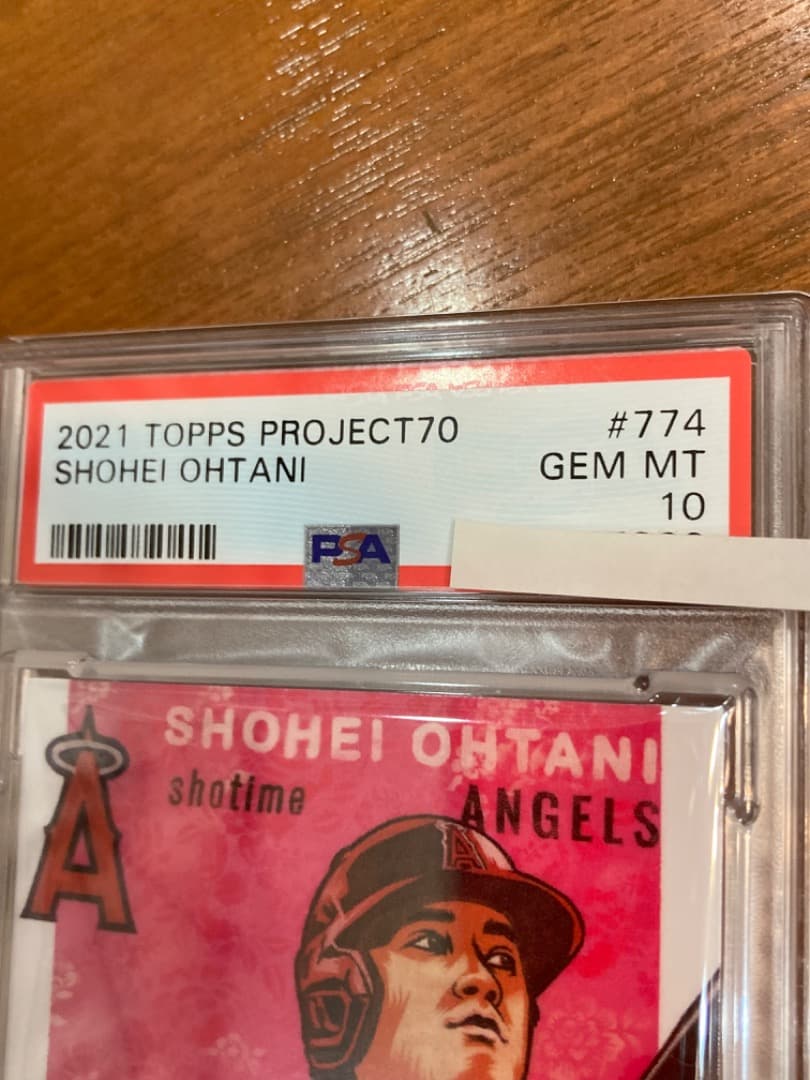 2021 TOPPS PROJECT70 #774
SHOHEI OHTANI GEM MT
10
PSA
SHOHEI OHTANI
shotime
ANGELS
A
A